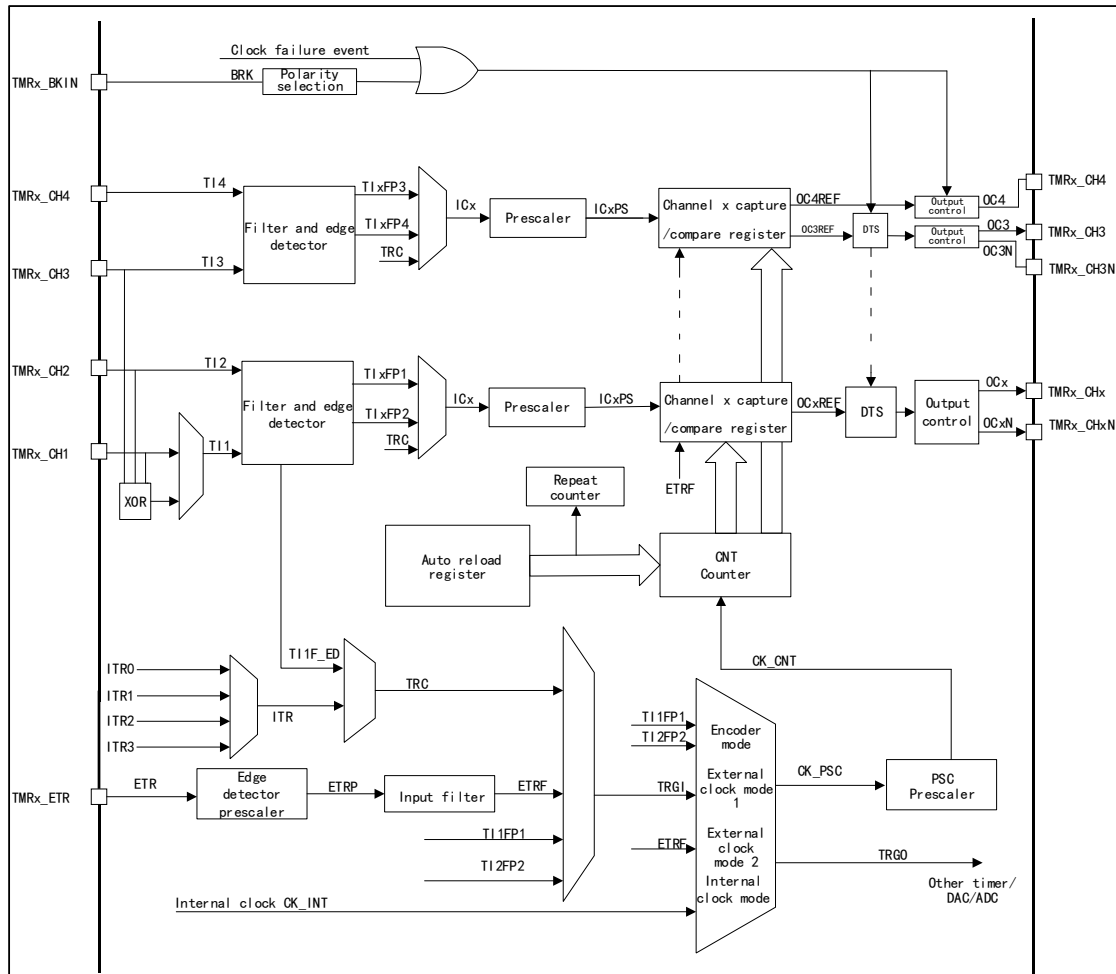 Clock failure event
TMRx_BKIN
BRK
Polarity
selection
TMRx_CH4
TI4
TIxFP3
TIxFP4
TRC
ICx
Prescaler
ICxPS
Filter and edge
detector
Channel x capture
/compare register
OC4REF
OC3REF
DTS
Output
control
OC4
TMRx_CH4
Output
control
OC3
TMRx_CH3
OC3N
TMRx_CH3N
TMRx_CH3
TI3
TMRx_CH2
TI2
TIxFP1
TIxFP2
TRC
ICx
Prescaler
ICxPS
Filter and edge
detector
Channel x capture
/compare register
OCxREF
DTS
Output
control
OCx
TMRx_CHx
OCxN
TMRx_CHxN
TMRx_CH1
TI1
XOR
ETRF
Repeat
counter
Auto reload
register
CNT
Counter
TI1F_ED
CK_CNT
ITR0
ITR1
ITR2
ITR3
ITR
TRC
TI1FP1
TI2FP2
Encoder
mode
TMRx_ETR
ETR
Edge
detector
prescaler
ETRP
Input filter
ETRF
TRGI
External
clock mode
1
CK_PSC
PSC
Prescaler
TI1FP1
TI2FP2
ETRF
External
clock
mode 2
TRGO
Other timer/
DAC/ADC
Internal clock CK_INT
Internal
clock mode